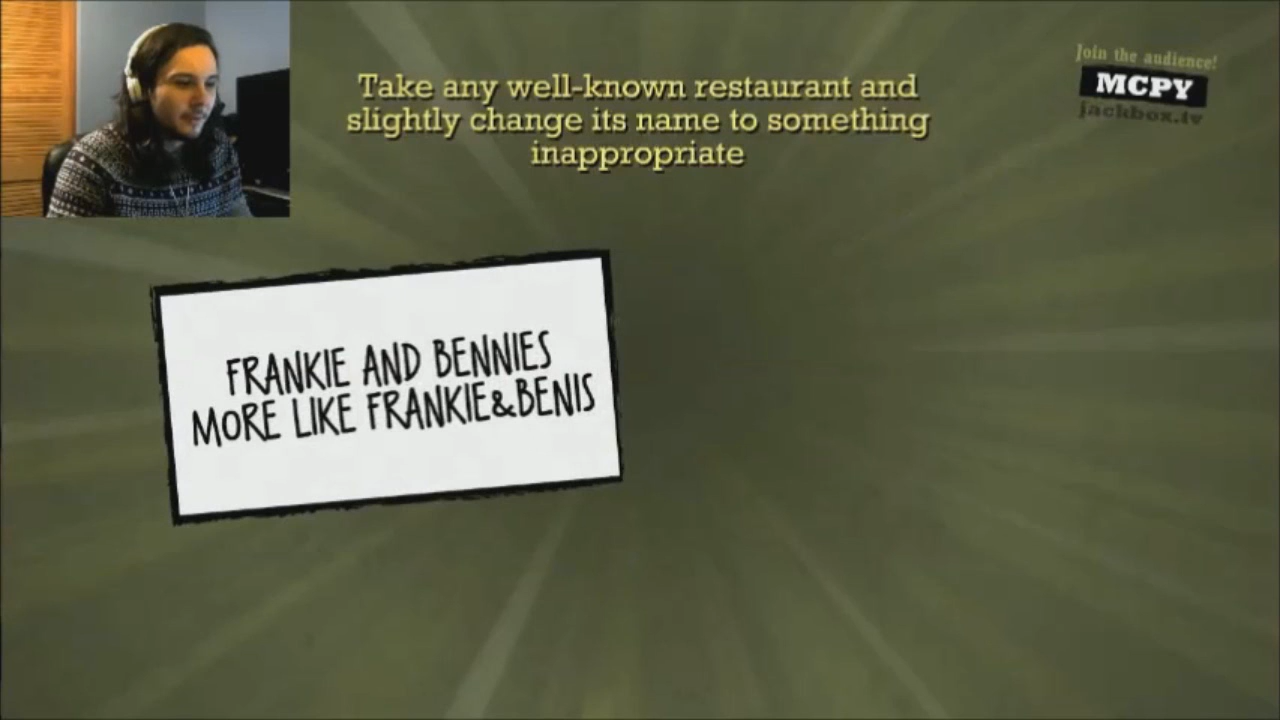 Take any well-known restaurant and
slightly change its name to something
inappropriate
Join the audience!
MCPY
jackbox.tv
FRANKIE AND BENNIES
MORE LIKE FRANKIE&BENIS